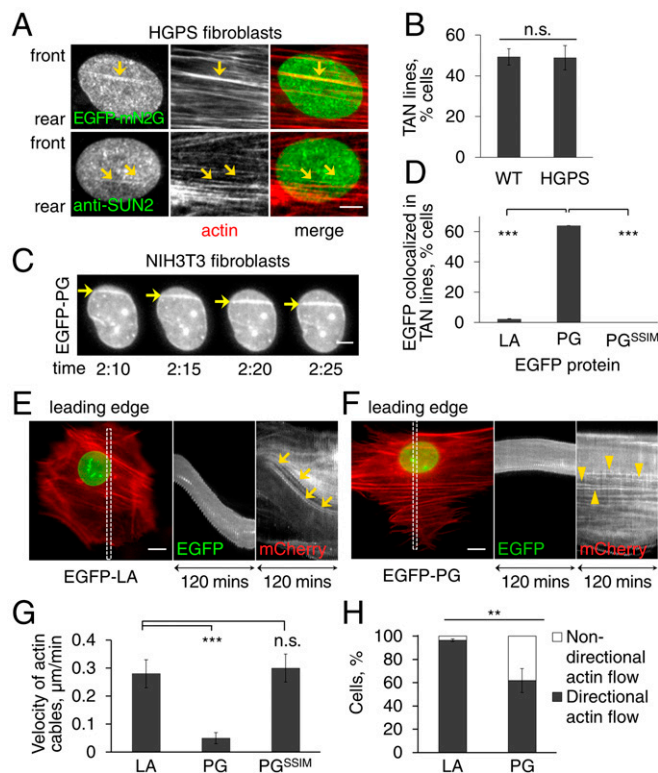 A
HGPS fibroblasts
front
rear
EGFP-mN2G
front
rear
anti-SUN2
actin
merge
B
n.s.
TAN lines,
% cells
60
40
20
0
WT
HGPS
C
NIH3T3 fibroblasts
EGFP-PG
time
2:10
2:15
2:20
2:25
D
EGFP colocalized in
TAN lines, % cells
60
40
20
0
***
***
LA
PG
PG^SSIM
EGFP protein
E
leading edge
EGFP
mCherry
EGFP-LA
120 mins
120 mins
F
leading edge
EGFP
mCherry
EGFP-PG
120 mins
120 mins
G
Velocity of actin
cables, µm/min
0.4
0.3
0.2
0.1
0
***
n.s.
LA
PG
PG^SSIM
H
Cells, %
100
80
60
40
20
0
**
LA
PG
Non-
directional
actin flow
Directional
actin flow